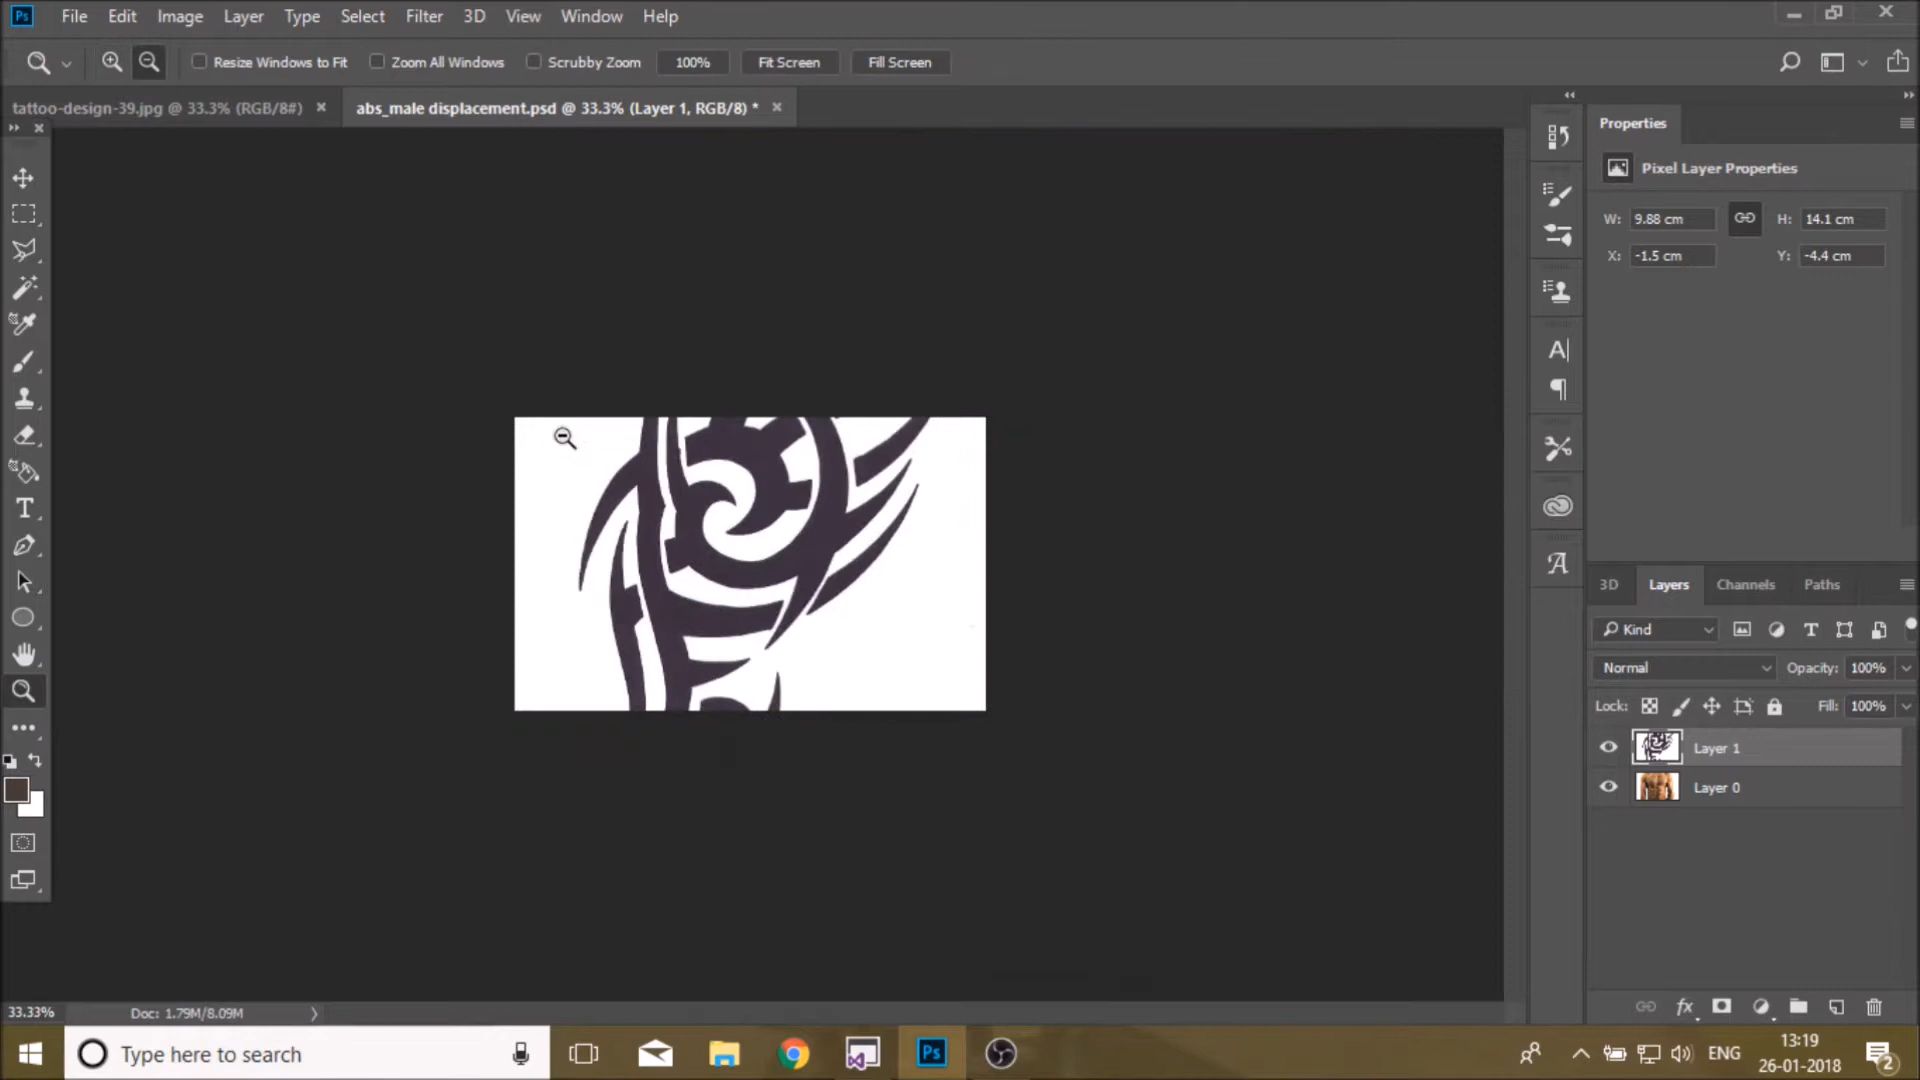 Ps File Edit Image Layer Type Select Filter 3D View Window Help
Resize Windows to Fit Zoom All Windows Scrubby Zoom 100% Fit Screen Fill Screen
tattoo-design-39.jpg @ 33.3% (RGB/8#) × abs_male displacement.psd @ 33.3% (Layer 1, RGB/8) * ×
Properties
Pixel Layer Properties
W: 9.88 cm H: 14.1 cm
X: -1.5 cm Y: -4.4 cm
3D Layers Channels Paths
Kind
Normal Opacity: 100%
Lock: Fill: 100%
Layer 1
Layer 0
fx
33.33% Doc: 1.79M/8.09M
Type here to search
Ps
ENG
13:19
26-01-2018
2